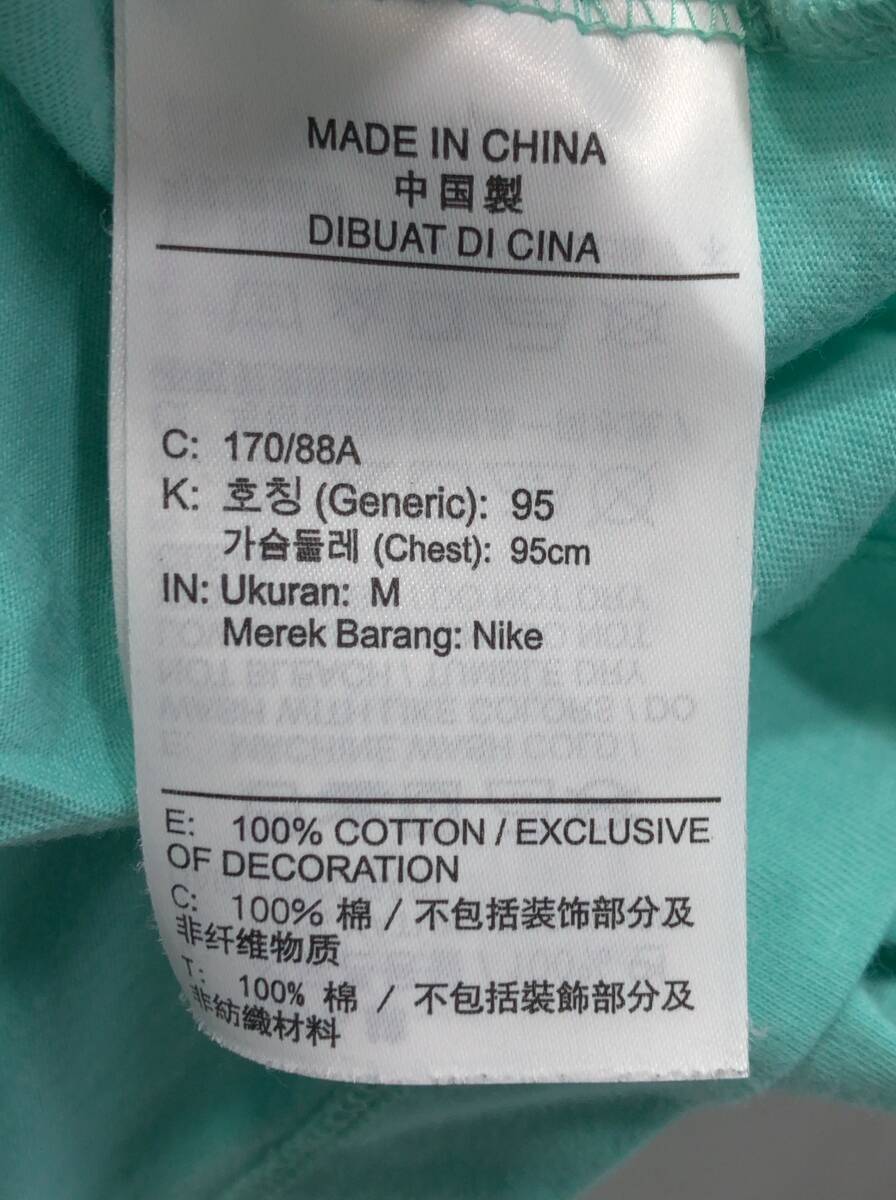 MADE IN CHINA
中国製
DIBUAT DI CINA
C: 170/88A
K: 호칭 (Generic): 95
가슴둘레 (Chest): 95cm
IN: Ukuran: M
Merek Barang: Nike
E: 100% COTTON / EXCLUSIVE
OF DECORATION
C: 100% 棉 / 不包括装饰部分及
非纤维物质
T: 100% 棉 / 不包括裝飾部分及
非紡織材料